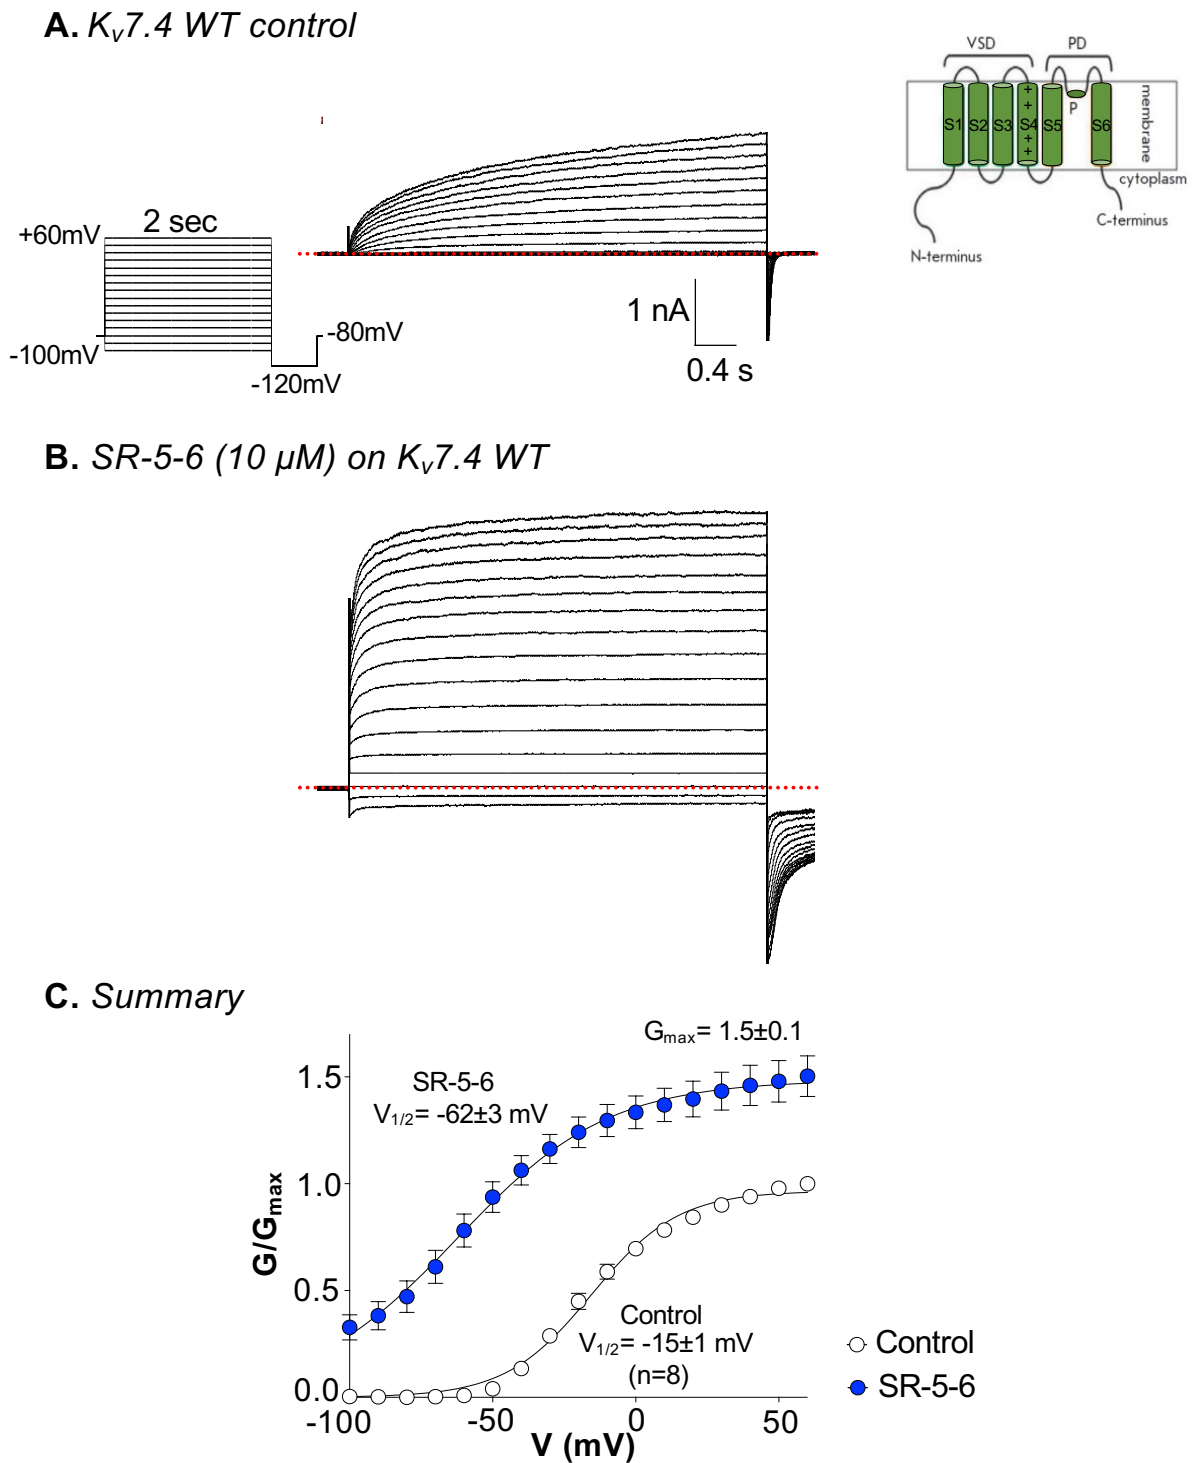 A. Kv7.4 WT control
VSD
PD
+
+
S1 S2 S3 S4 S5 P S6
+
+
membrane
cytoplasm
C-terminus
N-terminus
2 sec
+60mV
-100mV
-80mV
-120mV
1 nA
0.4 s
B. SR-5-6 (10 µM) on Kv7.4 WT
C. Summary
Gmax= 1.5±0.1
SR-5-6
V1/2= -62±3 mV
1.5
1.0
0.5
0.0
G/Gmax
Control
V1/2= -15±1 mV
(n=8)
Control
SR-5-6
-100 -50 0 50
V (mV)